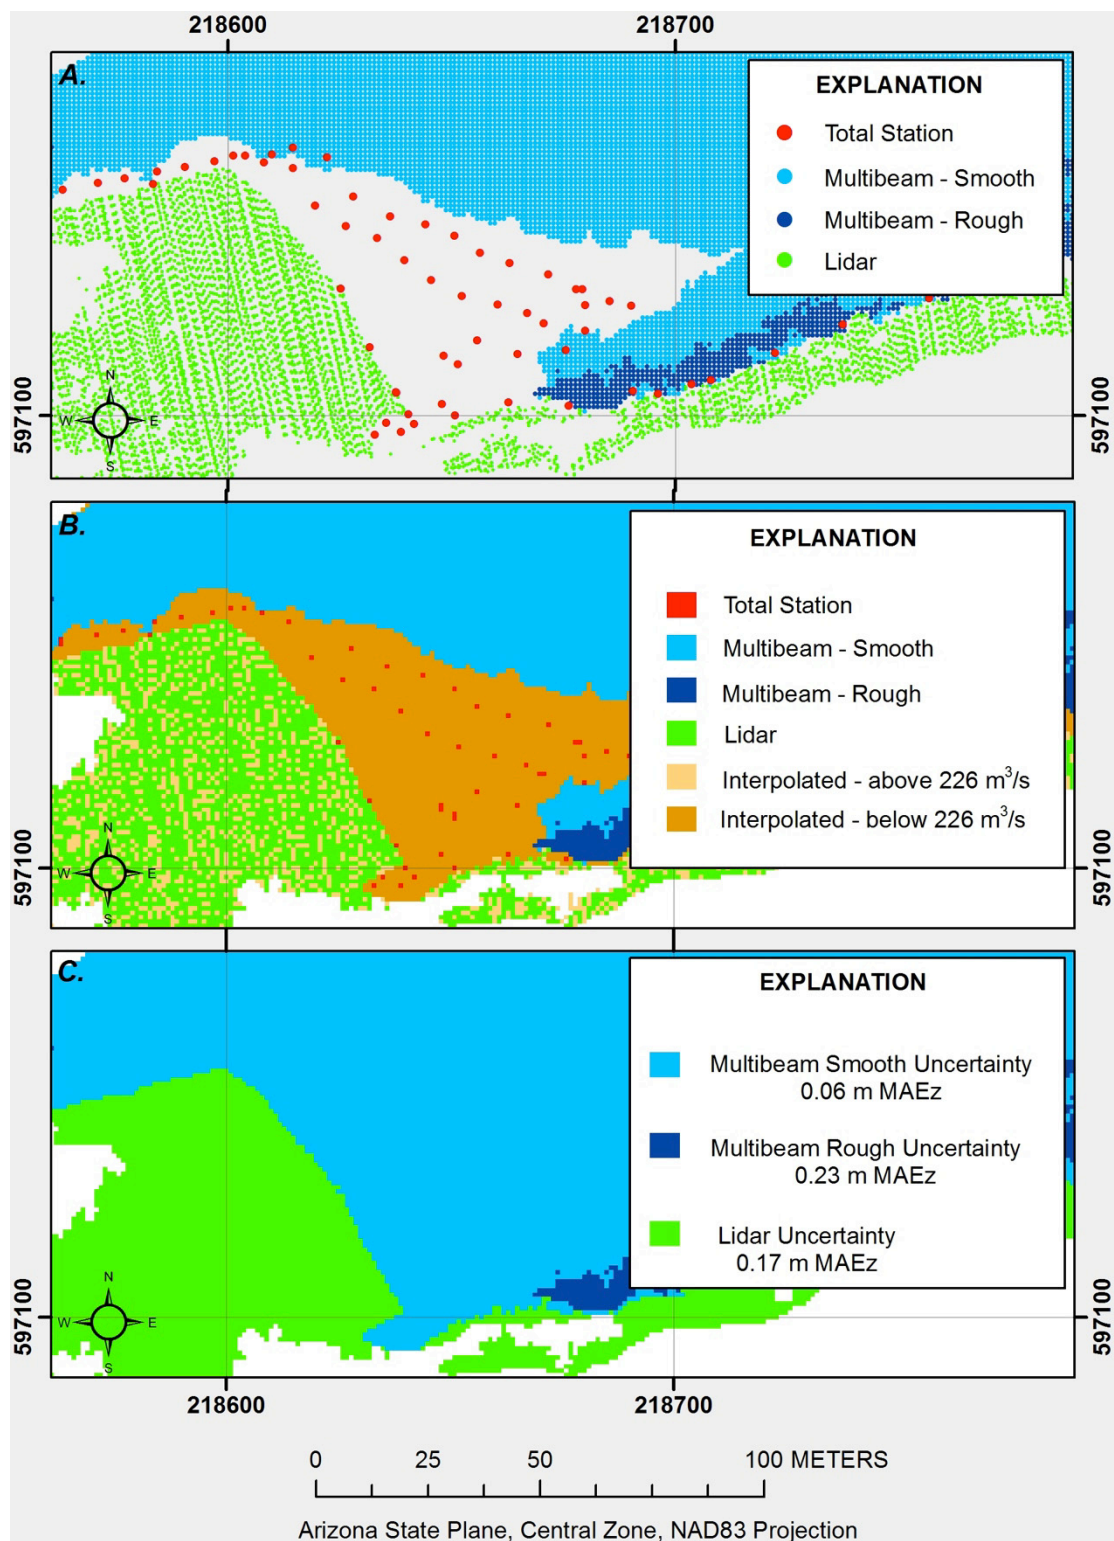 218600 218700
A.
EXPLANATION
Total Station
Multibeam - Smooth
Multibeam - Rough
Lidar
N
W E
S
597100 597100
B.
EXPLANATION
Total Station
Multibeam - Smooth
Multibeam - Rough
Lidar
Interpolated - above 226 m³/s
Interpolated - below 226 m³/s
N
W E
S
597100 597100
C.
EXPLANATION
Multibeam Smooth Uncertainty
0.06 m MAEz
Multibeam Rough Uncertainty
0.23 m MAEz
Lidar Uncertainty
0.17 m MAEz
N
W E
S
597100 597100
218600 218700
0 25 50 100 METERS
Arizona State Plane, Central Zone, NAD83 Projection